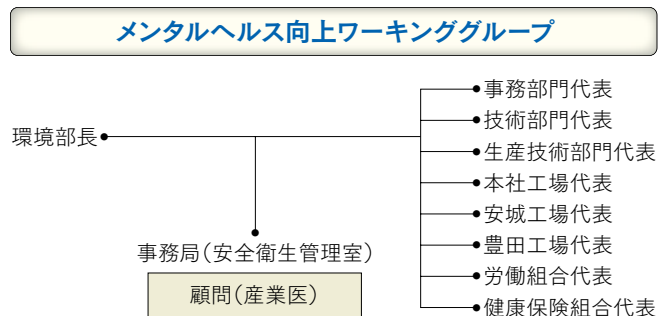 メンタルヘルス向上ワーキンググループ
環境部長
事務局(安全衛生管理室)
顧問(産業医)
事務部門代表
技術部門代表
生産技術部門代表
本社工場代表
安城工場代表
豊田工場代表
労働組合代表
健康保険組合代表